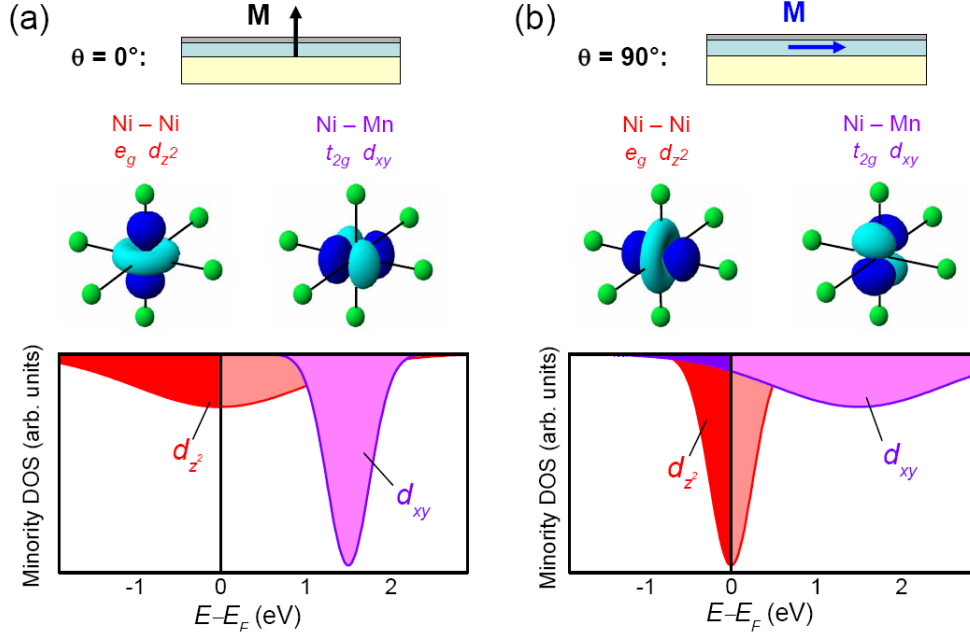 (a)
M
θ = 0°:
Ni – Ni
e_g d_z²
Ni – Mn
t_2g d_xy
Minority DOS (arb. units)
d_z²
d_xy
-1 0 1 2
E–E_F (eV)
(b)
M
θ = 90°:
Ni – Ni
e_g d_z²
Ni – Mn
t_2g d_xy
Minority DOS (arb. units)
d_z²
d_xy
-1 0 1 2
E–E_F (eV)